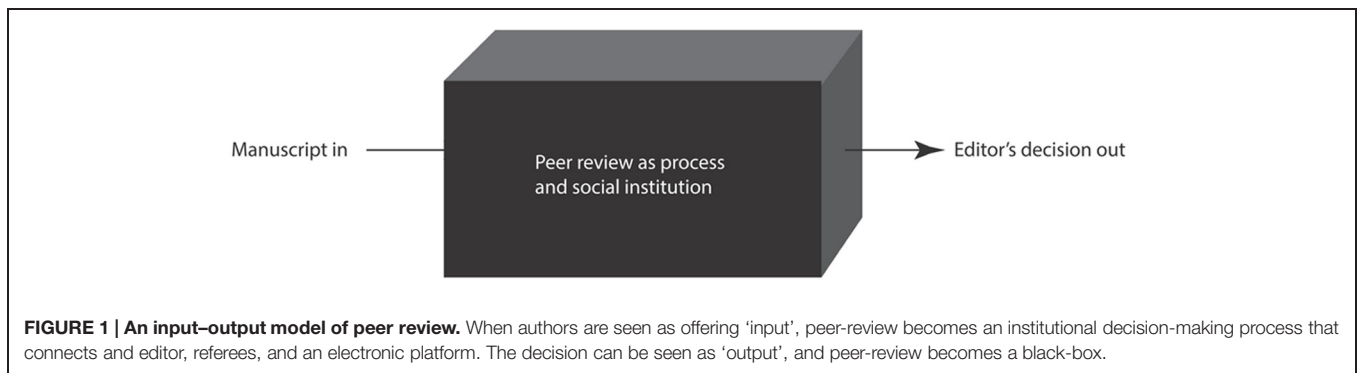 Manuscript in
Peer review as process
and social institution
Editor’s decision out
FIGURE 1 | An input–output model of peer review. When authors are seen as offering ‘input’, peer-review becomes an institutional decision-making process that
connects and editor, referees, and an electronic platform. The decision can be seen as ‘output’, and peer-review becomes a black-box.